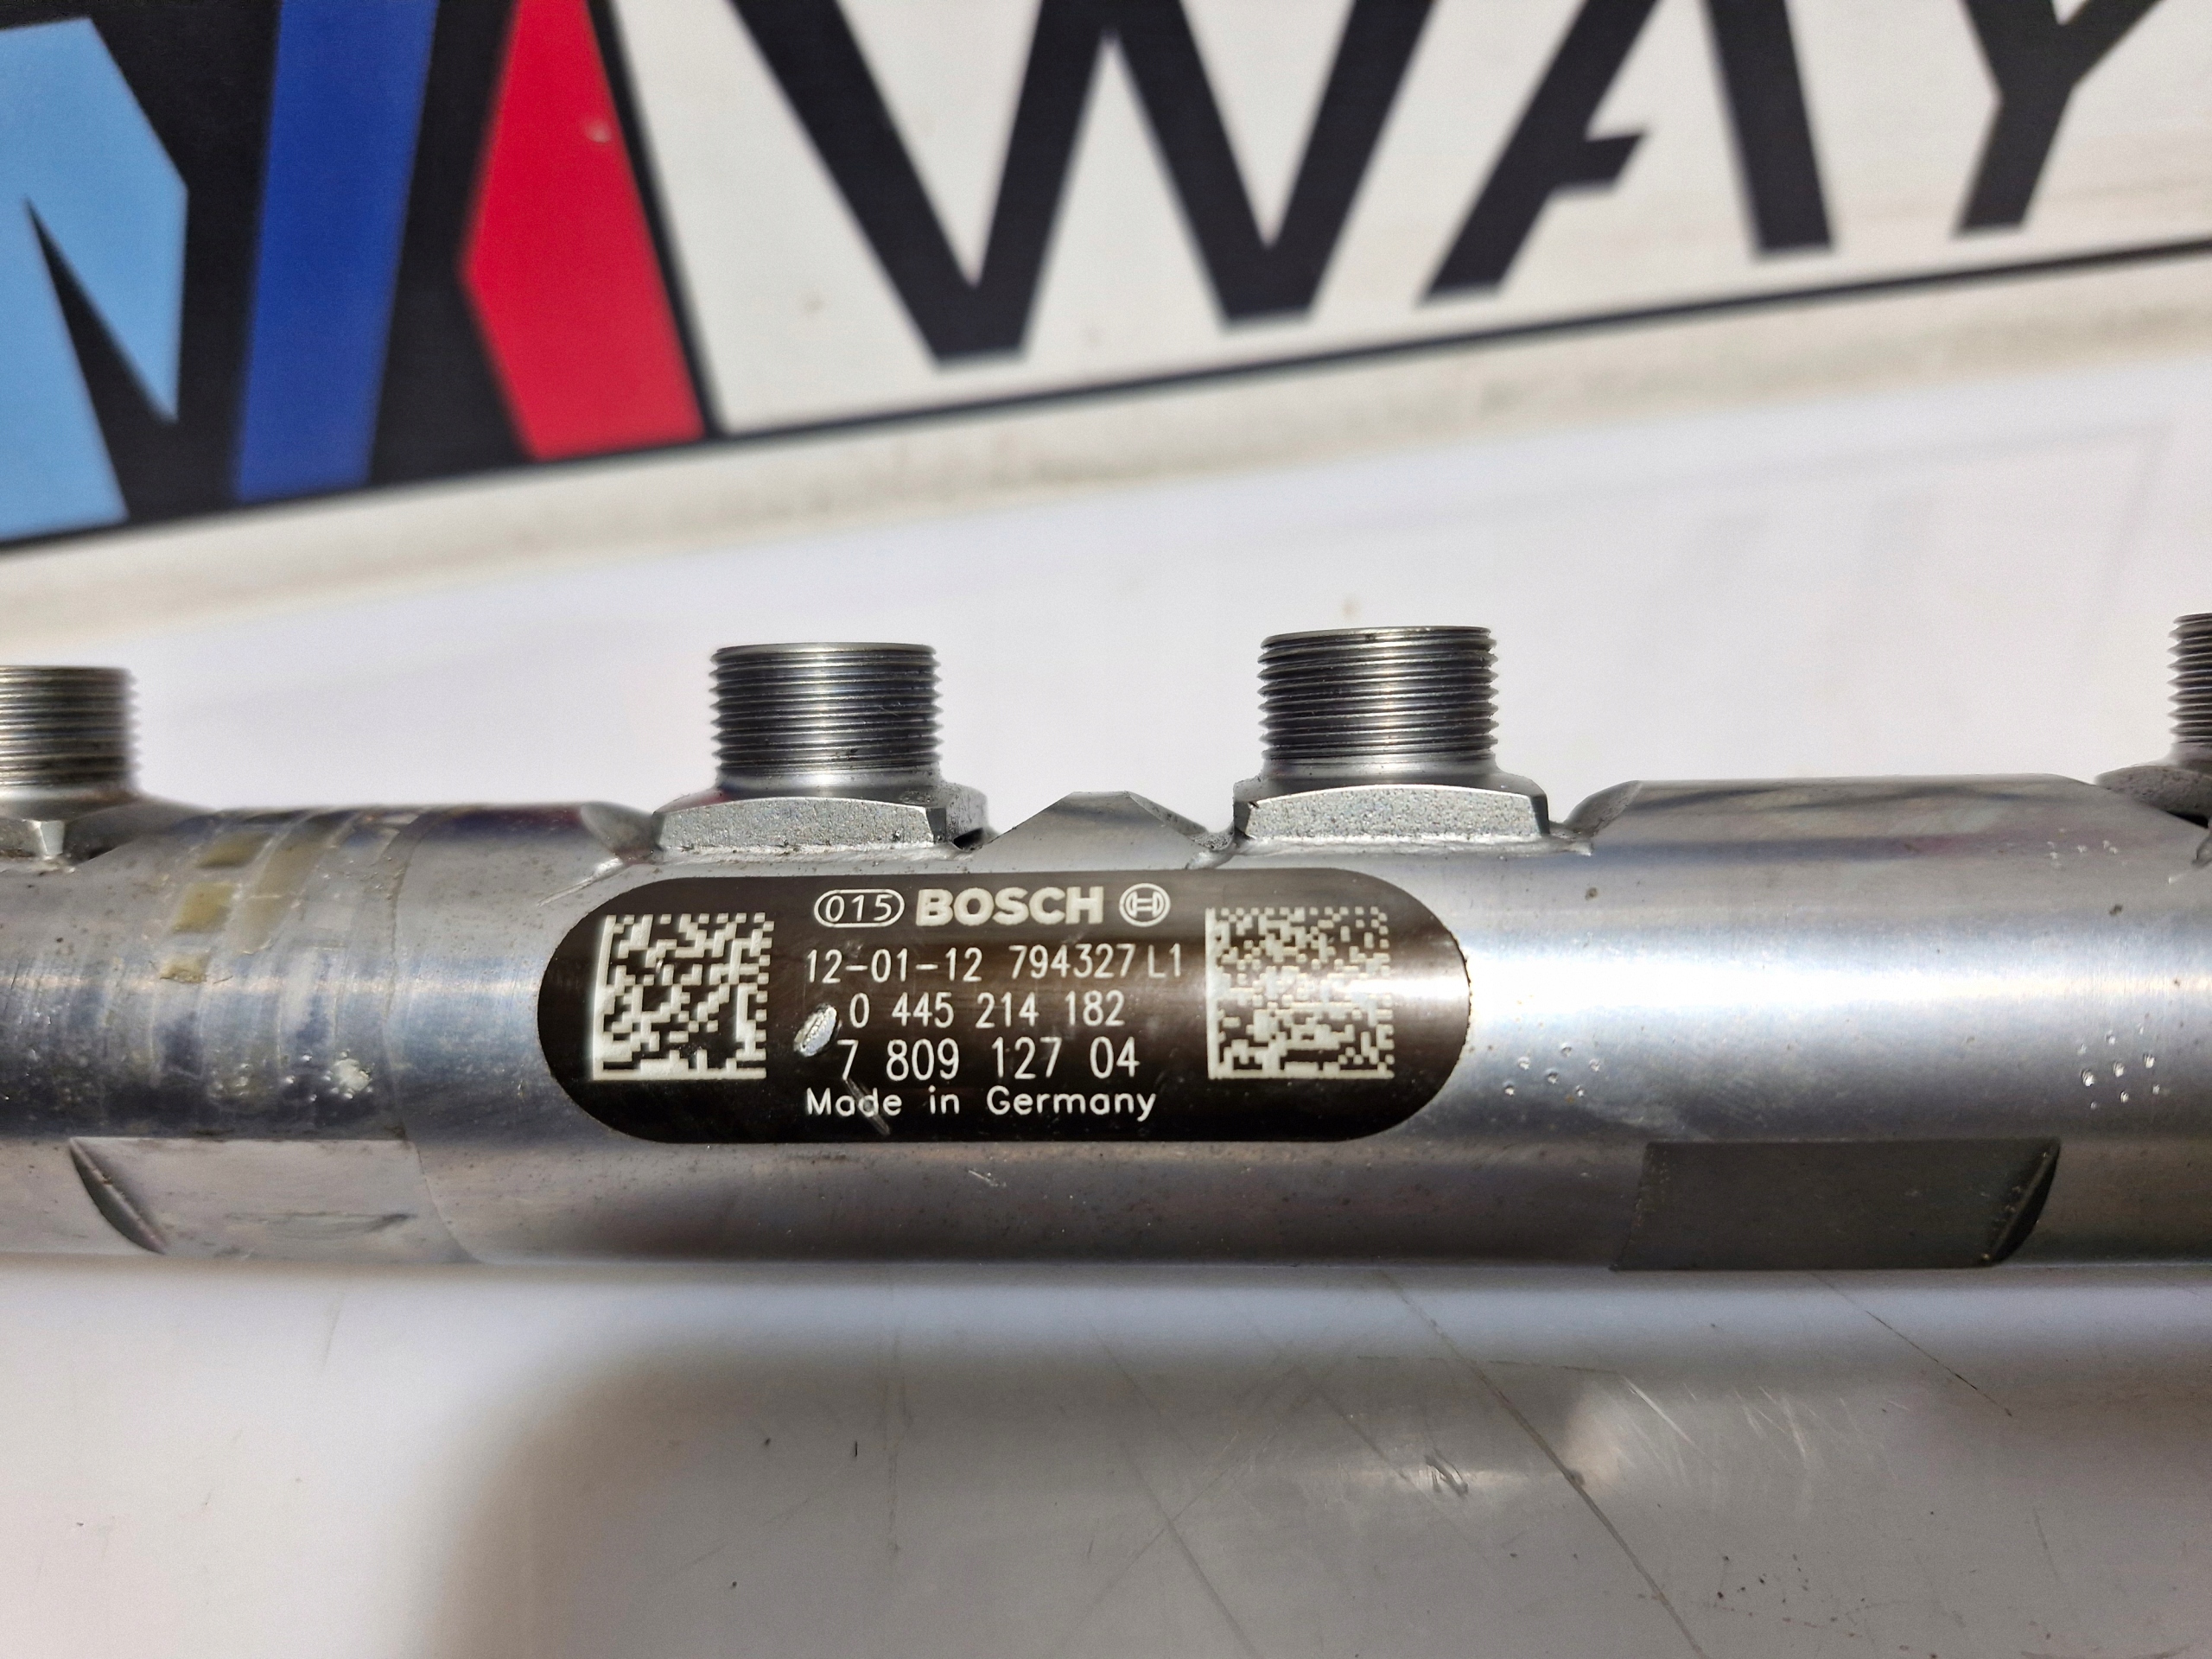 WAY
015 BOSCH
12-01-12 794327 L1
0 445 214 182
7 809 127 04
Made in Germany